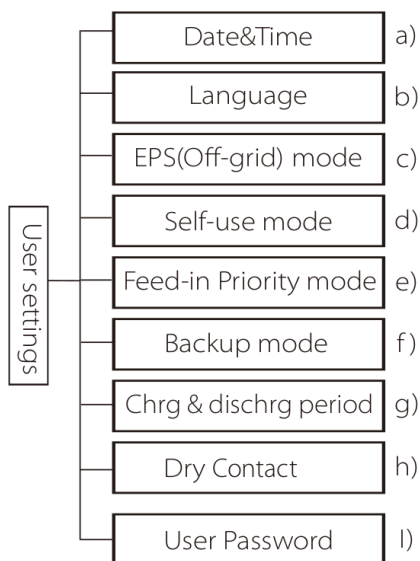 Date&Time a)
Language b)
EPS(Off-grid) mode c)
Self-use mode d)
User settings
Feed-in Priority mode e)
Backup mode f)
Chrg & dischrg period g)
Dry Contact h)
User Password l)